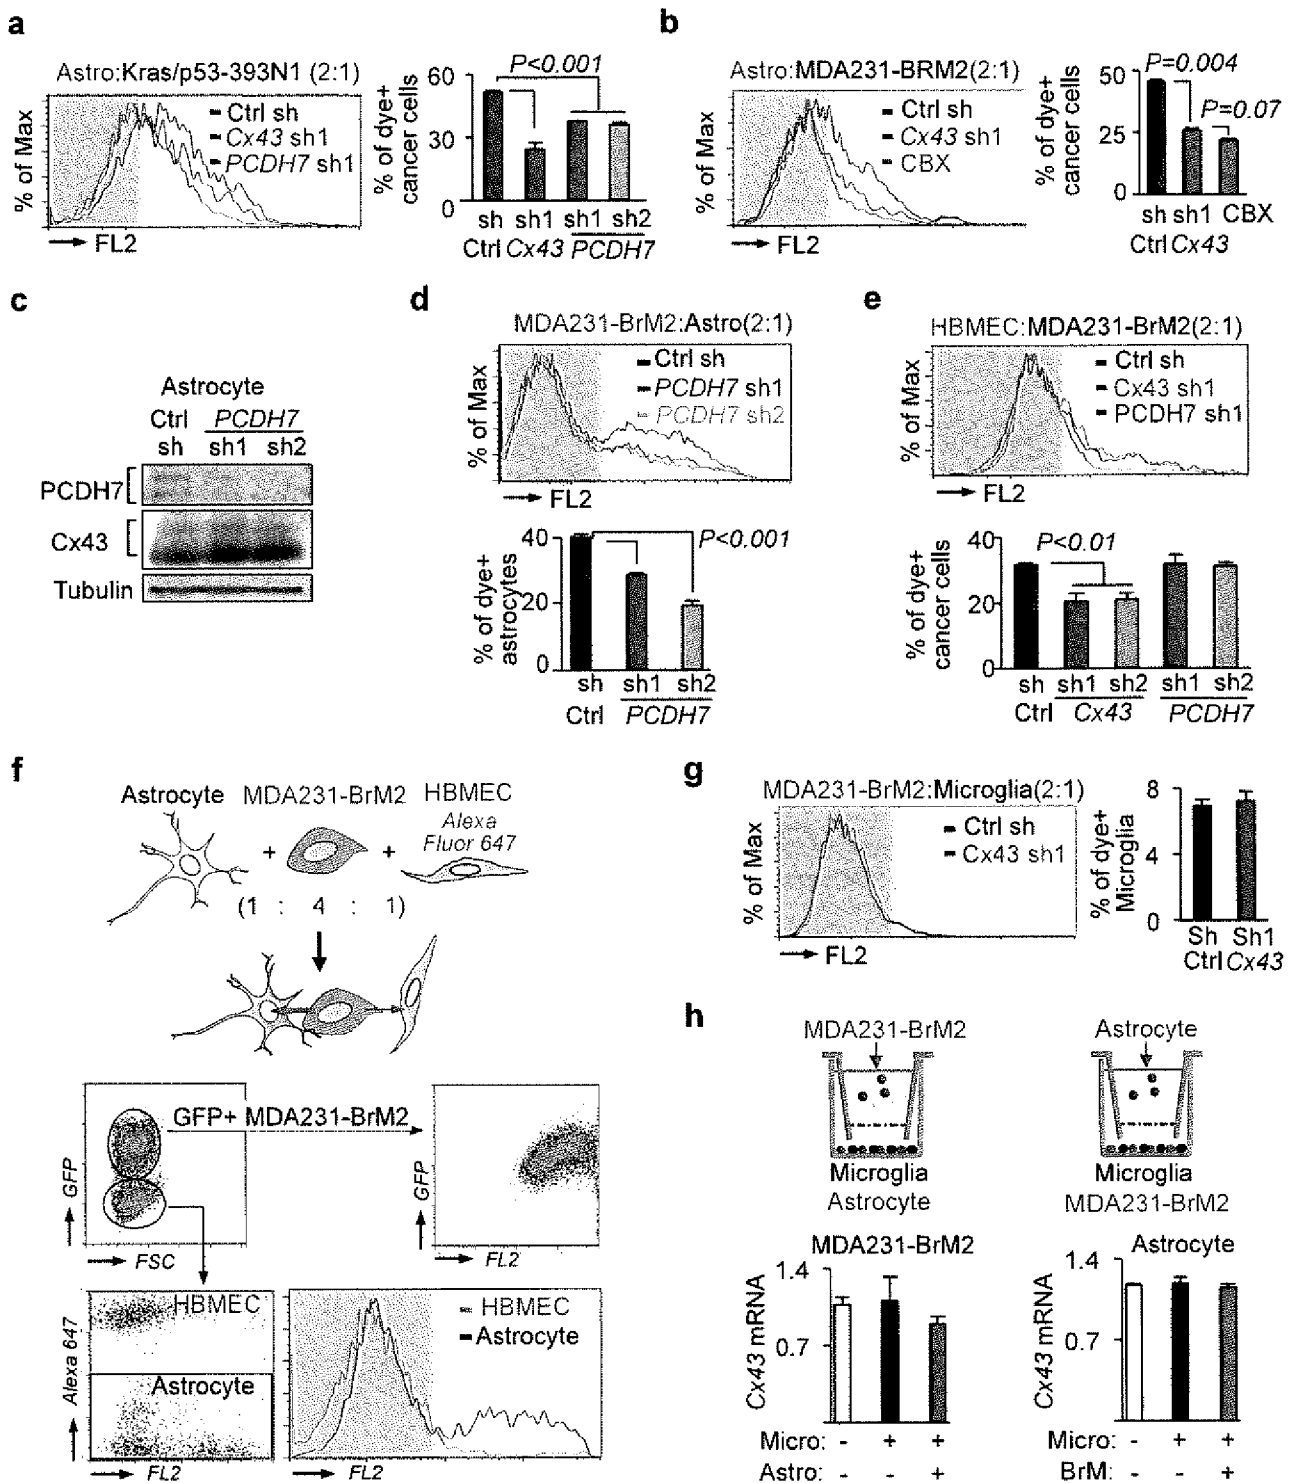 a
Astro:Kras/p53-393N1 (2:1)
% of Max
Ctrl sh
Cx43 sh1
PCDH7 sh1
FL2
% of dye+
cancer cells
P<0.001
60
30
0
sh sh1 sh1 sh2
Ctrl Cx43 PCDH7
b
Astro:MDA231-BRM2(2:1)
% of Max
Ctrl sh
Cx43 sh1
CBX
FL2
% of dye+
cancer cells
P=0.004
P=0.07
50
25
0
sh sh1 CBX
Ctrl Cx43
c
Astrocyte
Ctrl PCDH7
sh sh1 sh2
PCDH7
Cx43
Tubulin
d
MDA231-BrM2:Astro(2:1)
% of Max
Ctrl sh
PCDH7 sh1
PCDH7 sh2
FL2
% of dye+
astrocytes
P<0.001
40
20
0
sh sh1 sh2
Ctrl PCDH7
e
HBMEC:MDA231-BrM2(2:1)
% of Max
Ctrl sh
Cx43 sh1
PCDH7 sh1
FL2
% of dye+
cancer cells
P<0.01
40
20
0
sh sh1 sh2 sh1 sh2
Ctrl Cx43 PCDH7
f
Astrocyte MDA231-BrM2 HBMEC
Alexa
Fluor 647
+ +
(1 : 4 : 1)
GFP+ MDA231-BrM2
GFP
FSC
GFP
FL2
HBMEC
Astrocyte
Alexa 647
FL2
HBMEC
Astrocyte
FL2
g
MDA231-BrM2:Microglia(2:1)
% of Max
Ctrl sh
Cx43 sh1
FL2
% of dye+
Microglia
8
4
0
Sh Sh1
Ctrl Cx43
h
MDA231-BrM2
Microglia
Astrocyte
MDA231-BrM2
Cx43 mRNA
1.4
0.7
Micro: - + +
Astro: - - +
Astrocyte
Microglia
MDA231-BrM2
Astrocyte
Cx43 mRNA
1.4
0.7
Micro: - + +
BrM: - - +